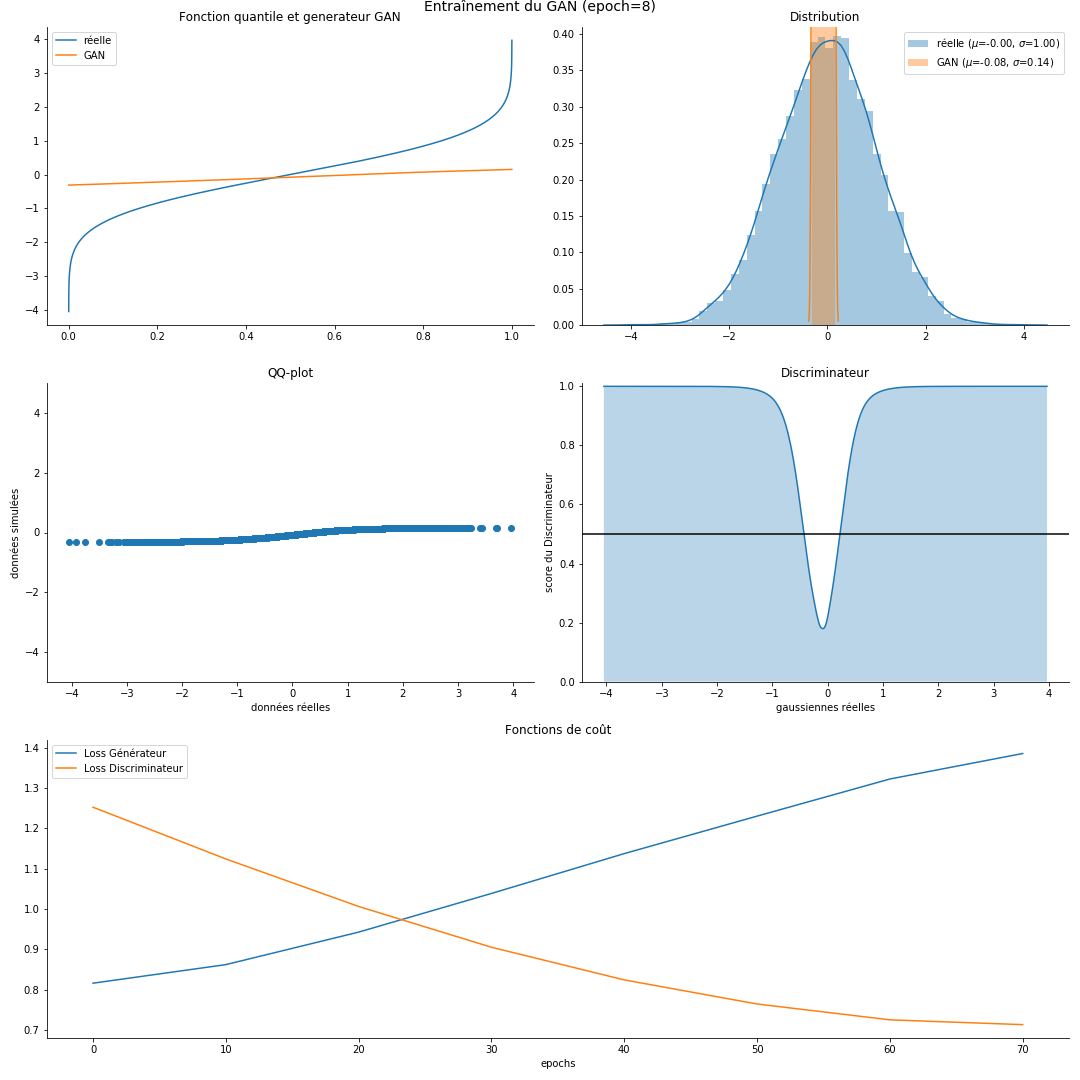 Entraînement du GAN (epoch=8)
Fonction quantile et generateur GAN
réelle
GAN
4
3
2
1
0
−1
−2
−3
−4
0.0 0.2 0.4 0.6 0.8 1.0
Distribution
réelle (μ=-0.00, σ=1.00)
GAN (μ=-0.08, σ=0.14)
0.40
0.35
0.30
0.25
0.20
0.15
0.10
0.05
0.00
−4 −2 0 2 4
QQ-plot
données simulées
4
2
0
−2
−4
−4 −3 −2 −1 0 1 2 3 4
données réelles
Discriminateur
score du Discriminateur
1.0
0.8
0.6
0.4
0.2
0.0
−4 −3 −2 −1 0 1 2 3 4
gaussiennes réelles
Fonctions de coût
Loss Générateur
Loss Discriminateur
1.4
1.3
1.2
1.1
1.0
0.9
0.8
0.7
0 10 20 30 40 50 60 70
epochs